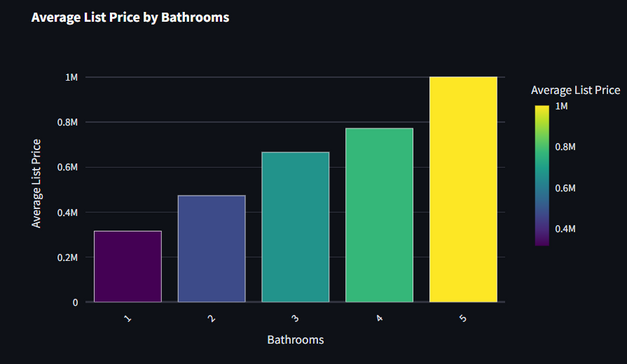 Average List Price by Bathrooms
Average List Price
1M
0.8M
0.6M
0.4M
0.2M
0
1
2
3
4
5
Bathrooms
Average List Price
1M
0.8M
0.6M
0.4M